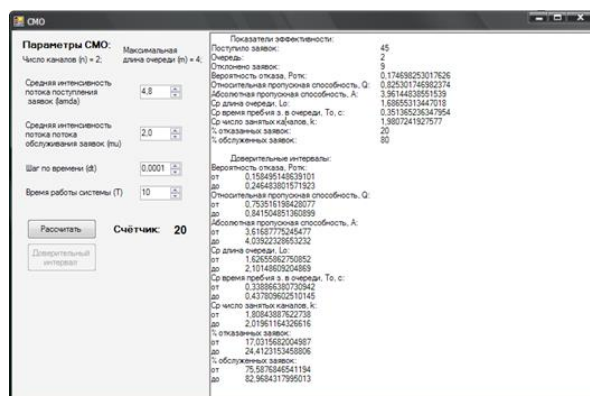 СМО
Параметры СМО:
Число каналов (n) = 2;
Максимальная
длина очереди (m) = 4;
Средняя интенсивность
потока поступления
заявок (lamda)
4,8
Средняя интенсивность
потока потока
обслуживания заявок (mu)
2,0
Шаг по времени (dt)
0,0001
Время работы системы (T)
10
Рассчитать
Счётчик: 20
Доверительный
интервал
Показатели эффективности:
Поступило заявок: 45
Очередь: 2
Отклонено заявок: 9
Вероятность отказа, Pотк: 0,174698253017626
Относительная пропускная способность, Q: 0,825301746982374
Абсолютная пропускная способность, A: 3,96144838551539
Ср длина очереди, Lo: 1,68655313447018
Ср время преб-ия з. в очереди, To, c: 0,351365236347954
Ср число занятых каналов, k: 1,9807241927577
% отказанных заявок: 20
% обслуженных заявок: 80
Доверительные интервалы:
Вероятность отказа, Pотк:
от 0,158495148639101
до 0,246483801571923
Относительная пропускная способность, Q:
от 0,753516198428077
до 0,841504851360899
Абсолютная пропускная способность, A:
от 3,61687775245477
до 4,03922328653232
Ср длина очереди, Lo:
от 1,62655862750852
до 2,10148609204869
Ср время преб-ия з. в очереди, To, c:
от 0,338866380730942
до 0,437809602510145
Ср число занятых каналов, k:
от 1,80843887622738
до 2,01961164326616
% отказанных заявок:
от 17,0315682004987
до 24,4123153458806
% обслуженных заявок:
от 75,5876846541194
до 82,9684317995013